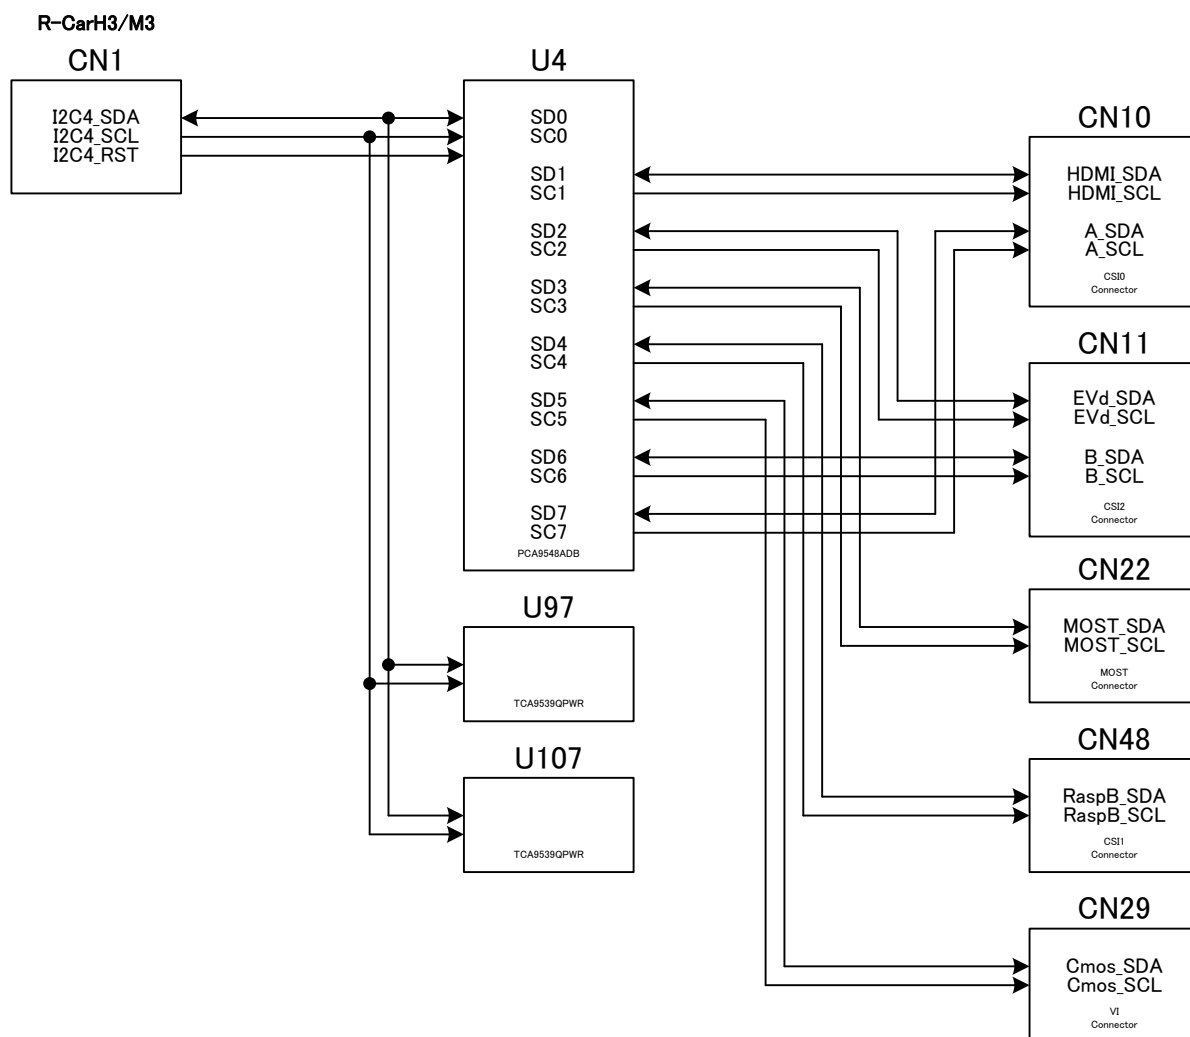 R-CarH3/M3
CN1
I2C4_SDA
I2C4_SCL
I2C4_RST
U4
SD0
SC0
SD1
SC1
SD2
SC2
SD3
SC3
SD4
SC4
SD5
SC5
SD6
SC6
SD7
SC7
PCA9548ADB
U97
TCA9539QPWR
U107
TCA9539QPWR
CN10
HDMI_SDA
HDMI_SCL
A_SDA
A_SCL
CSI0
Connector
CN11
EVd_SDA
EVd_SCL
B_SDA
B_SCL
CSI2
Connector
CN22
MOST_SDA
MOST_SCL
MOST
Connector
CN48
RaspB_SDA
RaspB_SCL
CSI1
Connector
CN29
Cmos_SDA
Cmos_SCL
VI
Connector